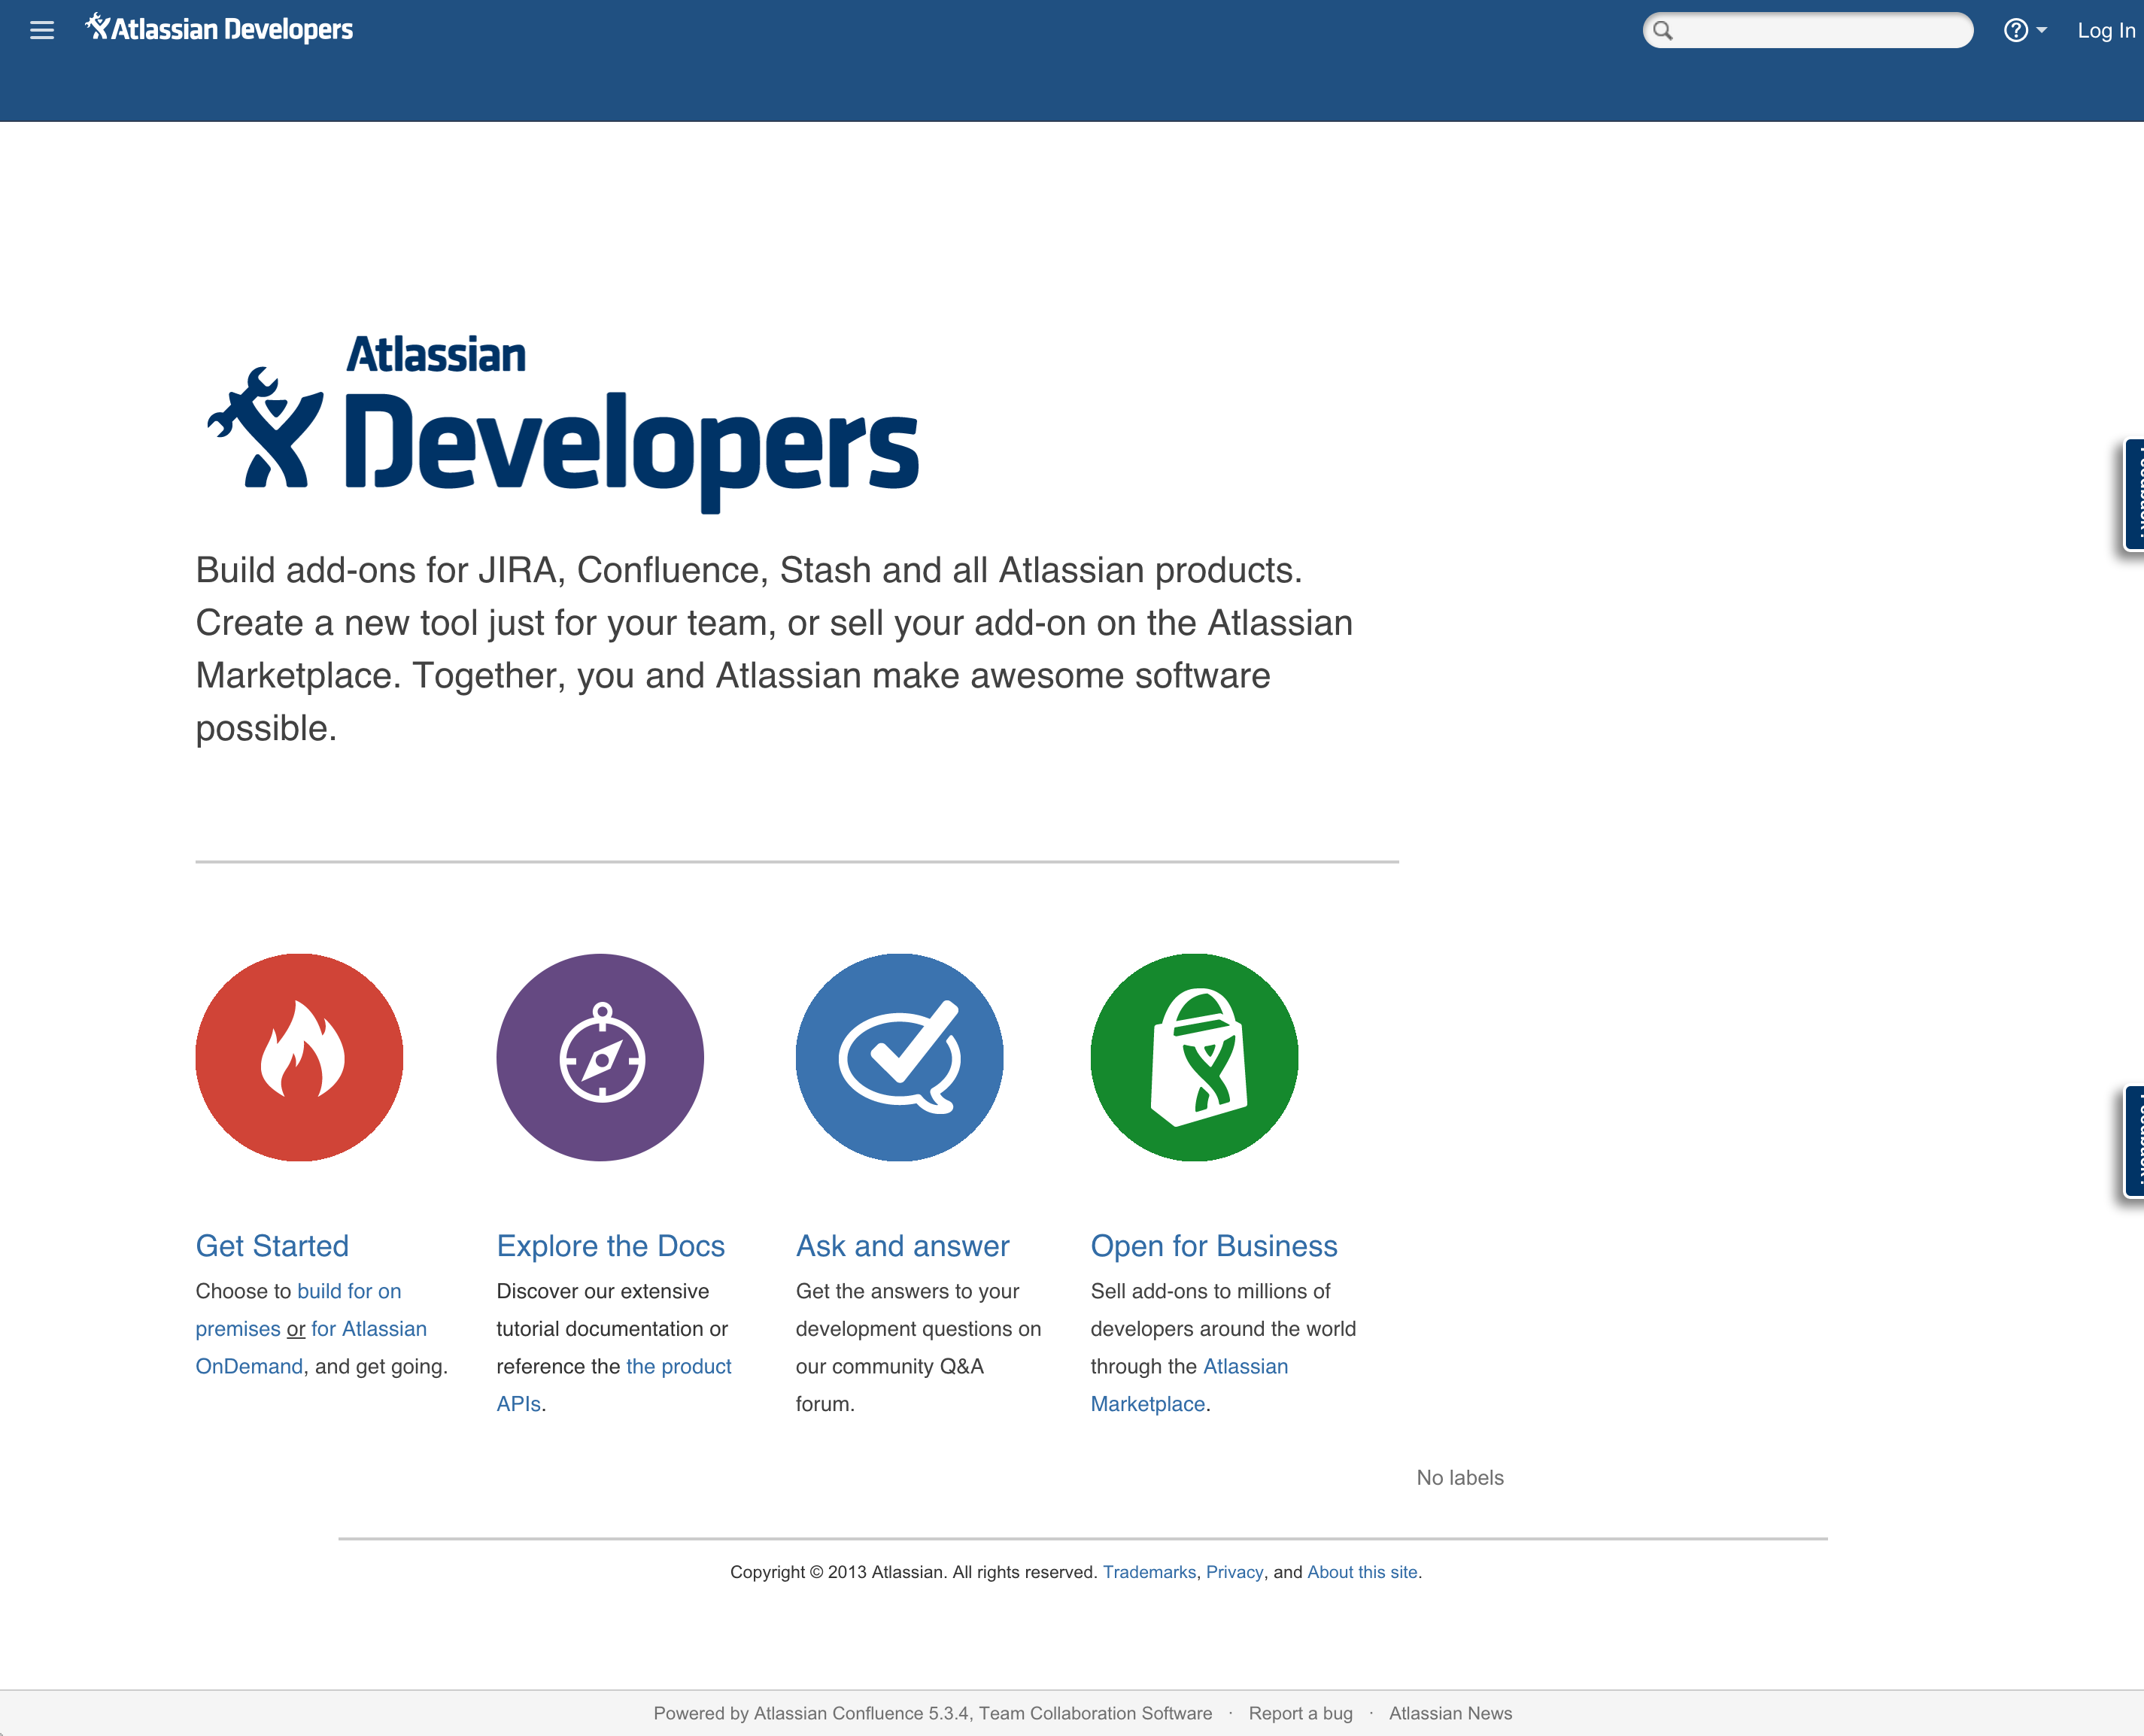 Atlassian Developers
Log In
Atlassian
Developers
Build add-ons for JIRA, Confluence, Stash and all Atlassian products.
Create a new tool just for your team, or sell your add-on on the Atlassian
Marketplace. Together, you and Atlassian make awesome software
possible.
Get Started
Choose to build for on
premises or for Atlassian
OnDemand, and get going.
Explore the Docs
Discover our extensive
tutorial documentation or
reference the the product
APIs.
Ask and answer
Get the answers to your
development questions on
our community Q&A
forum.
Open for Business
Sell add-ons to millions of
developers around the world
through the Atlassian
Marketplace.
No labels
Copyright © 2013 Atlassian. All rights reserved. Trademarks, Privacy, and About this site.
Powered by Atlassian Confluence 5.3.4, Team Collaboration Software · Report a bug · Atlassian News